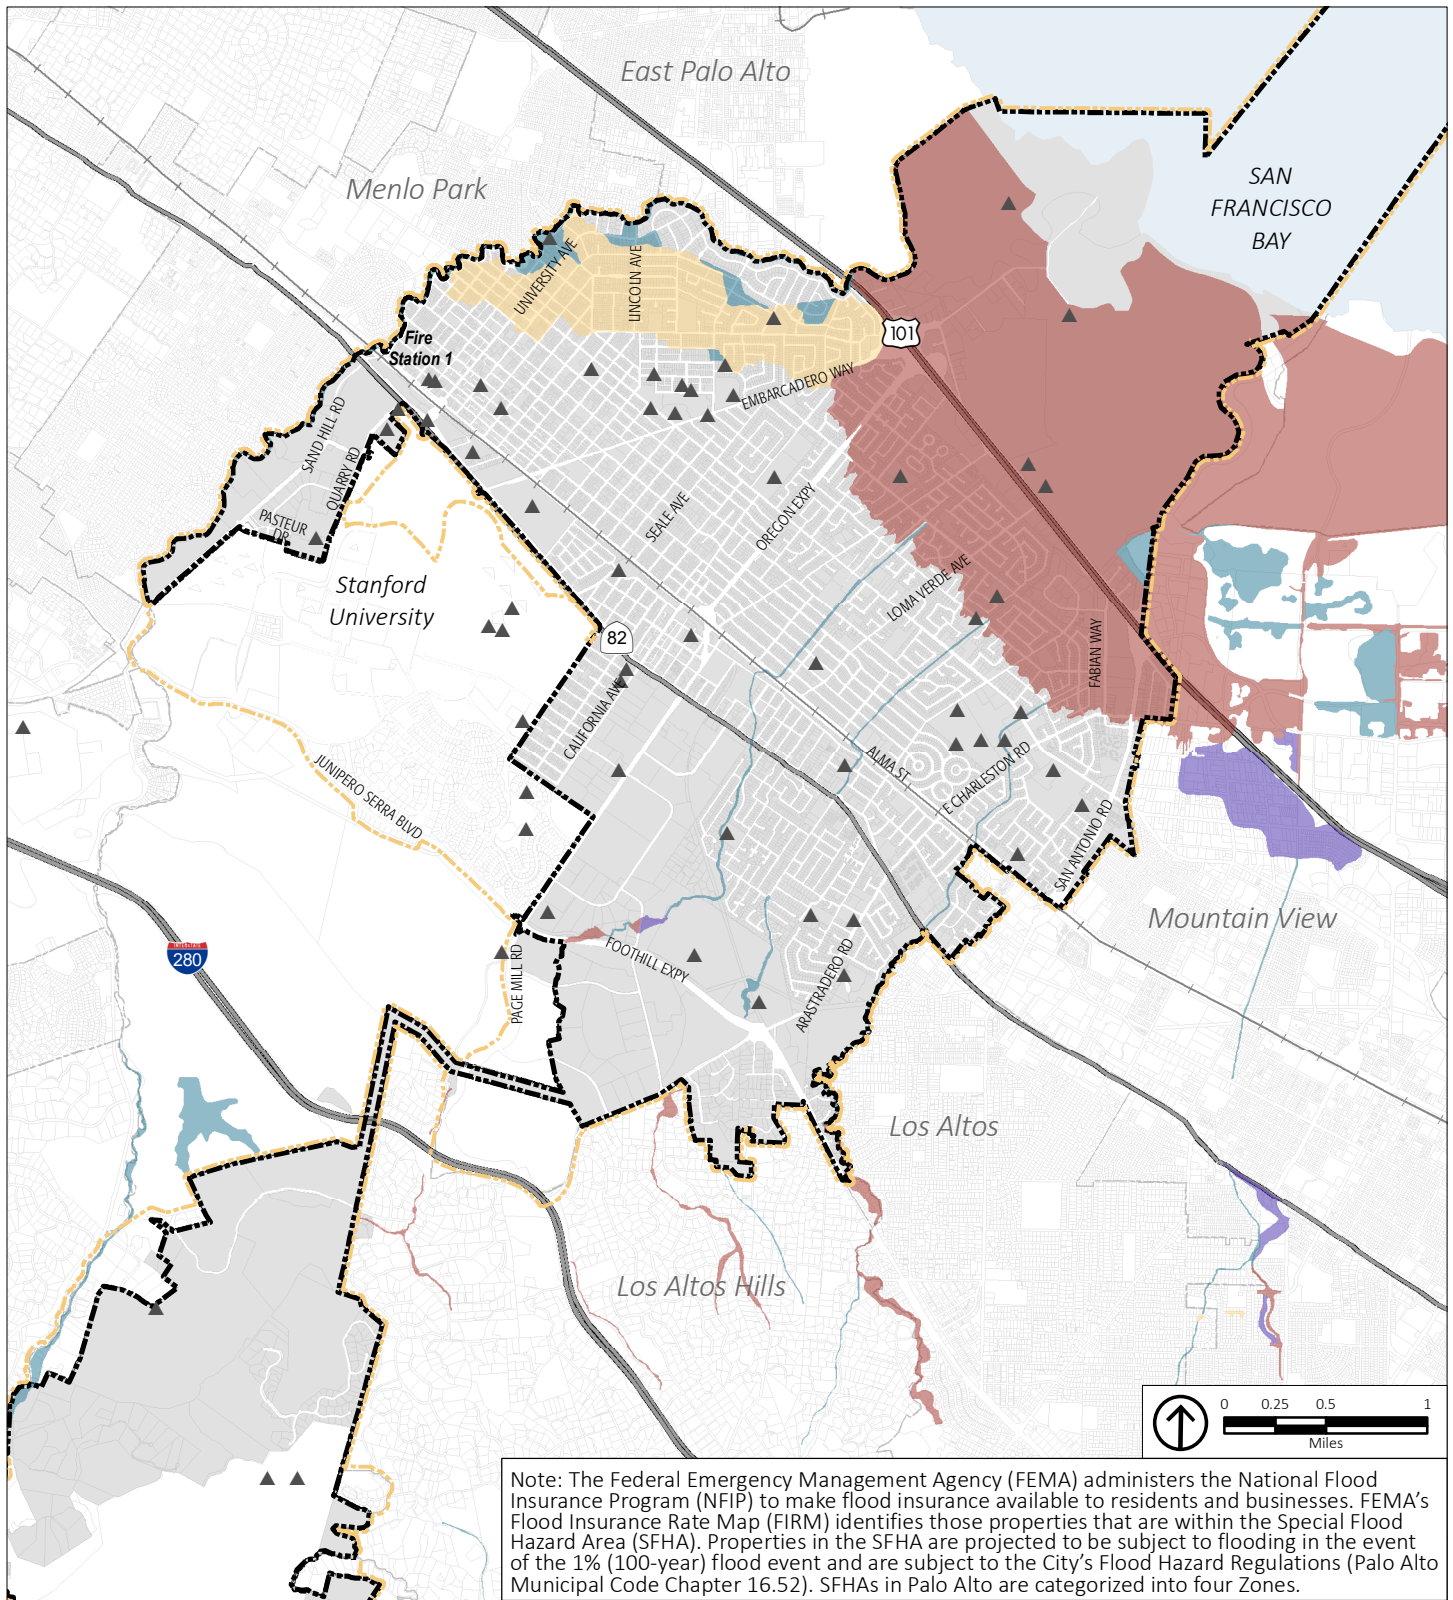 East Palo Alto
Menlo Park
SAN
FRANCISCO
BAY
UNIVERSITY AVE
LINCOLN AVE
101
Fire
Station 1
EMBARCADERO WAY
SAND HILL RD
QUARRY RD
PASTEUR
DR
SEALE AVE
OREGON EXPY
Stanford
University
LOMA VERDE AVE
82
FABIAN WAY
CALIFORNIA AVE
JUNIPERO SERRA BLVD
ALMA ST
E CHARLESTON RD
SAN ANTONIO RD
Mountain View
INTERSTATE
280
PAGE MILL RD
FOOTHILL EXPY
ARASTRADERO RD
Los Altos
Los Altos Hills
0 0.25 0.5 1
Miles
Note: The Federal Emergency Management Agency (FEMA) administers the National Flood
Insurance Program (NFIP) to make flood insurance available to residents and businesses. FEMA’s
Flood Insurance Rate Map (FIRM) identifies those properties that are within the Special Flood
Hazard Area (SFHA). Properties in the SFHA are projected to be subject to flooding in the event
of the 1% (100-year) flood event and are subject to the City’s Flood Hazard Regulations (Palo Alto
Municipal Code Chapter 16.52). SFHAs in Palo Alto are categorized into four Zones.